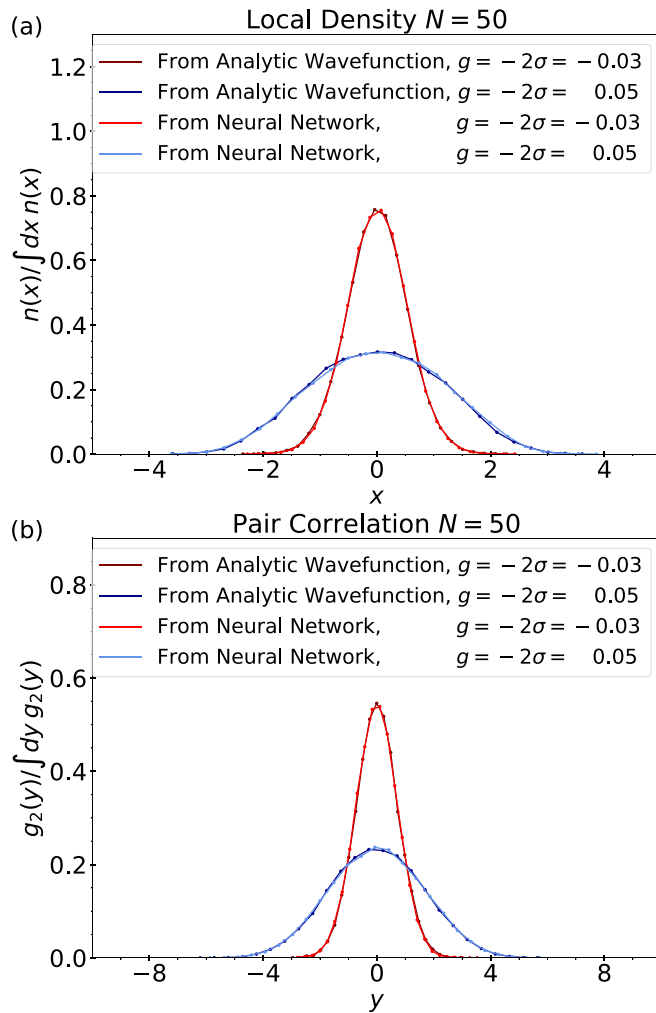 (a)
Local Density N = 50
From Analytic Wavefunction, g = −2σ = −0.03
From Analytic Wavefunction, g = −2σ = 0.05
From Neural Network, g = −2σ = −0.03
From Neural Network, g = −2σ = 0.05
n(x)/∫dx n(x)
1.2
1.0
0.8
0.6
0.4
0.2
0.0
−4 −2 0 2 4
x
(b)
Pair Correlation N = 50
From Analytic Wavefunction, g = −2σ = −0.03
From Analytic Wavefunction, g = −2σ = 0.05
From Neural Network, g = −2σ = −0.03
From Neural Network, g = −2σ = 0.05
g₂(y)/∫dy g₂(y)
0.8
0.6
0.4
0.2
0.0
−8 −4 0 4 8
y